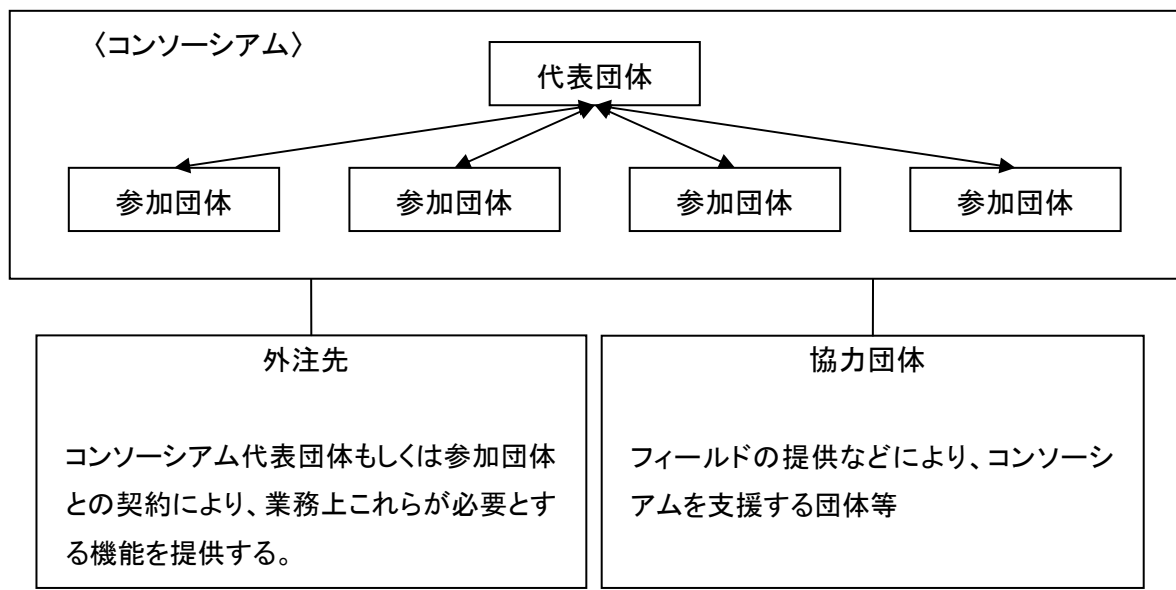 〈コンソーシアム〉
代表団体
参加団体
参加団体
参加団体
参加団体
外注先
コンソーシアム代表団体もしくは参加団体
との契約により、業務上これらが必要とす
る機能を提供する。
協力団体
フィールドの提供などにより、コンソーシ
アムを支援する団体等